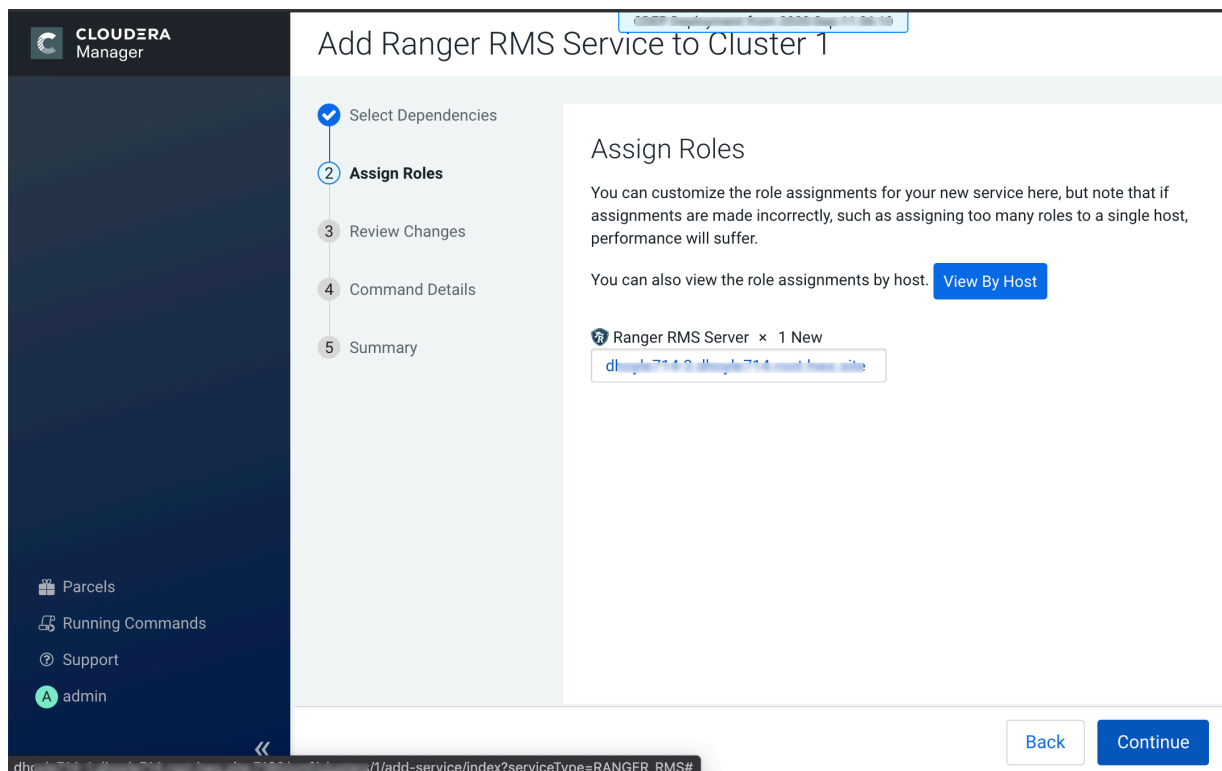 CLOUDERA
Manager
Add Ranger RMS Service to Cluster 1
Select Dependencies
2 Assign Roles
3 Review Changes
4 Command Details
5 Summary
Assign Roles
You can customize the role assignments for your new service here, but note that if
assignments are made incorrectly, such as assigning too many roles to a single host,
performance will suffer.
You can also view the role assignments by host. View By Host
Ranger RMS Server × 1 New
Parcels
Running Commands
Support
A admin
Back Continue
/1/add-service/index?serviceType=RANGER_RMS#